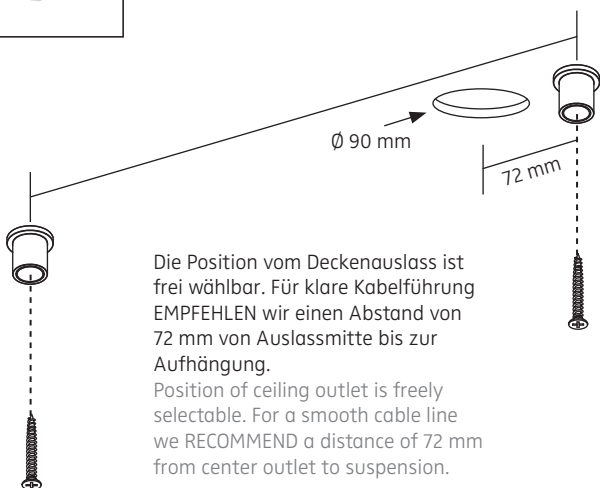 Ø 90 mm
72 mm
Die Position vom Deckenauslass ist
frei wählbar. Für klare Kabelführung
EMPFEHLEN wir einen Abstand von
72 mm von Auslassmitte bis zur
Aufhängung.
Position of ceiling outlet is freely
selectable. For a smooth cable line
we RECOMMEND a distance of 72 mm
from center outlet to suspension.